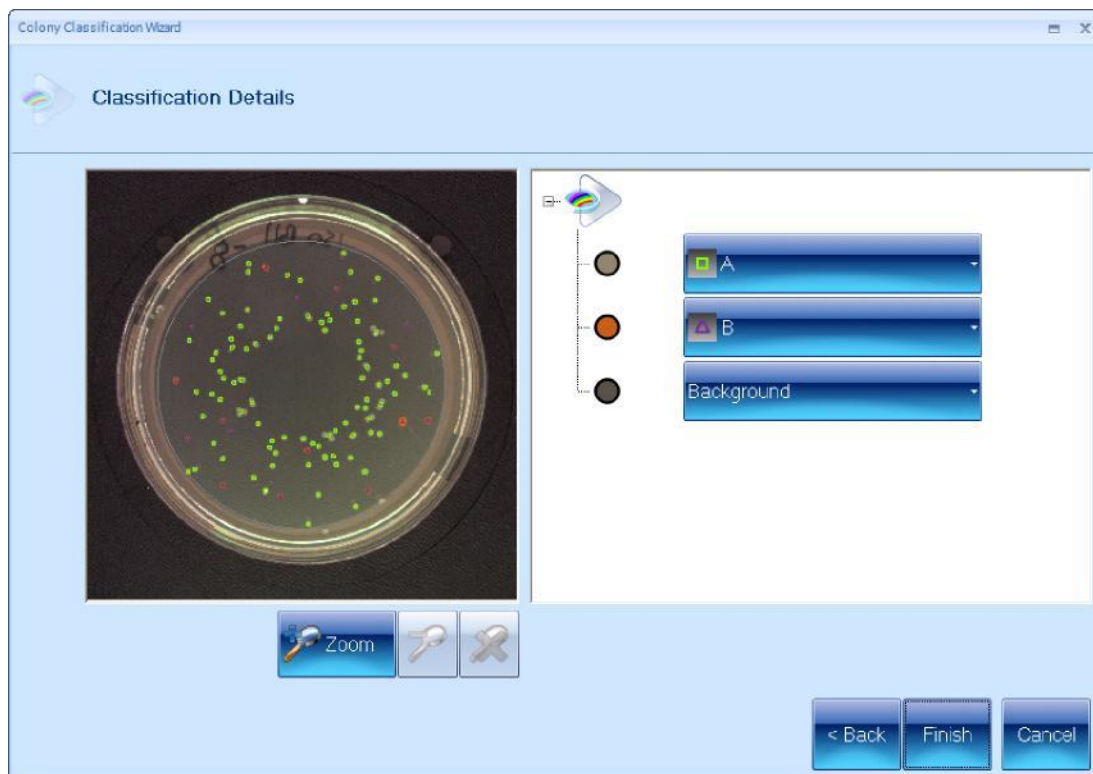 Colony Classification Wizard
Classification Details
A
B
Background
Zoom
< Back
Finish
Cancel